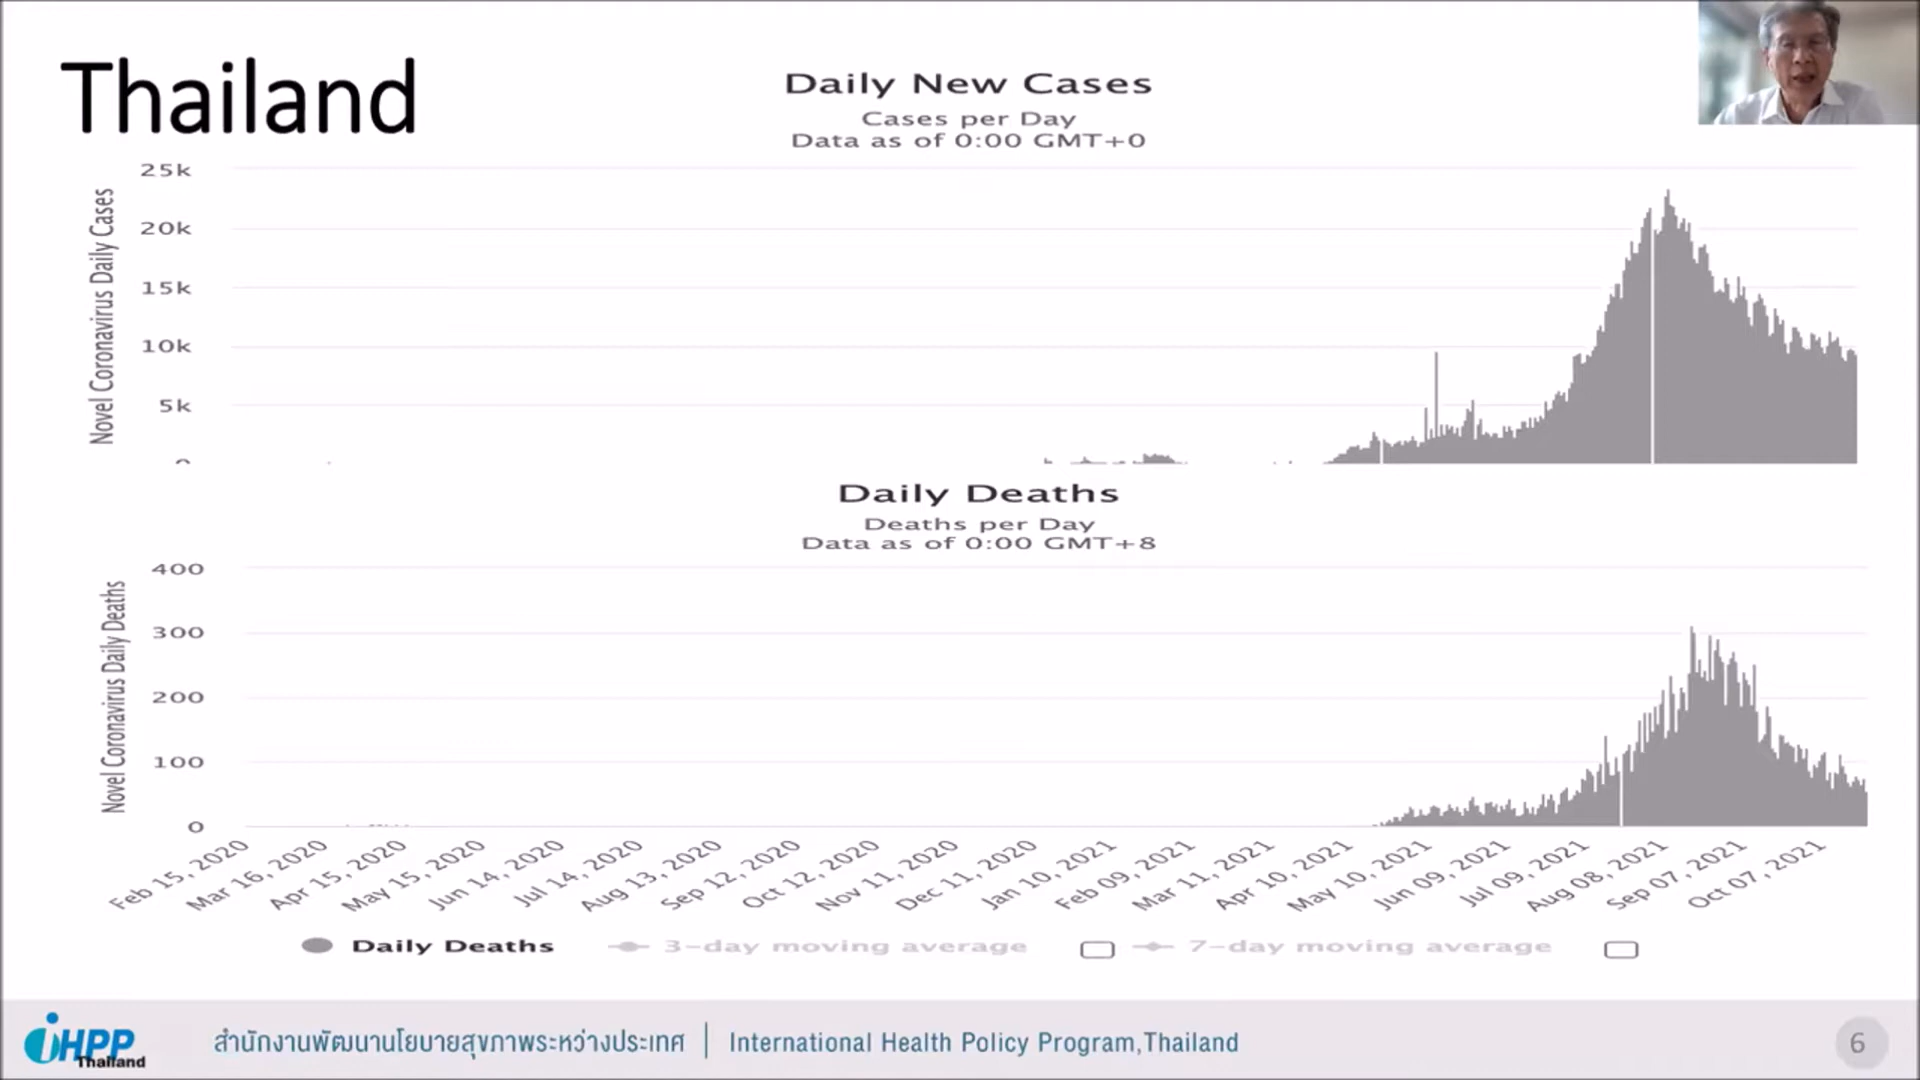 Thailand
Daily New Cases
Cases per Day
Data as of 0:00 GMT+0
Novel Coronavirus Daily Cases
25k
20k
15k
10k
5k
0
Daily Deaths
Deaths per Day
Data as of 0:00 GMT+8
Novel Coronavirus Daily Deaths
400
300
200
100
0
Feb 15, 2020
Mar 16, 2020
Apr 15, 2020
May 15, 2020
Jun 14, 2020
Jul 14, 2020
Aug 13, 2020
Sep 12, 2020
Oct 12, 2020
Nov 11, 2020
Dec 11, 2020
Jan 10, 2021
Feb 09, 2021
Mar 11, 2021
Apr 10, 2021
May 10, 2021
Jun 09, 2021
Jul 09, 2021
Aug 08, 2021
Sep 07, 2021
Oct 07, 2021
Daily Deaths
3-day moving average
7-day moving average
iHPP
Thailand
สำนักงานพัฒนานโยบายสุขภาพระหว่างประเทศ | International Health Policy Program,Thailand
6